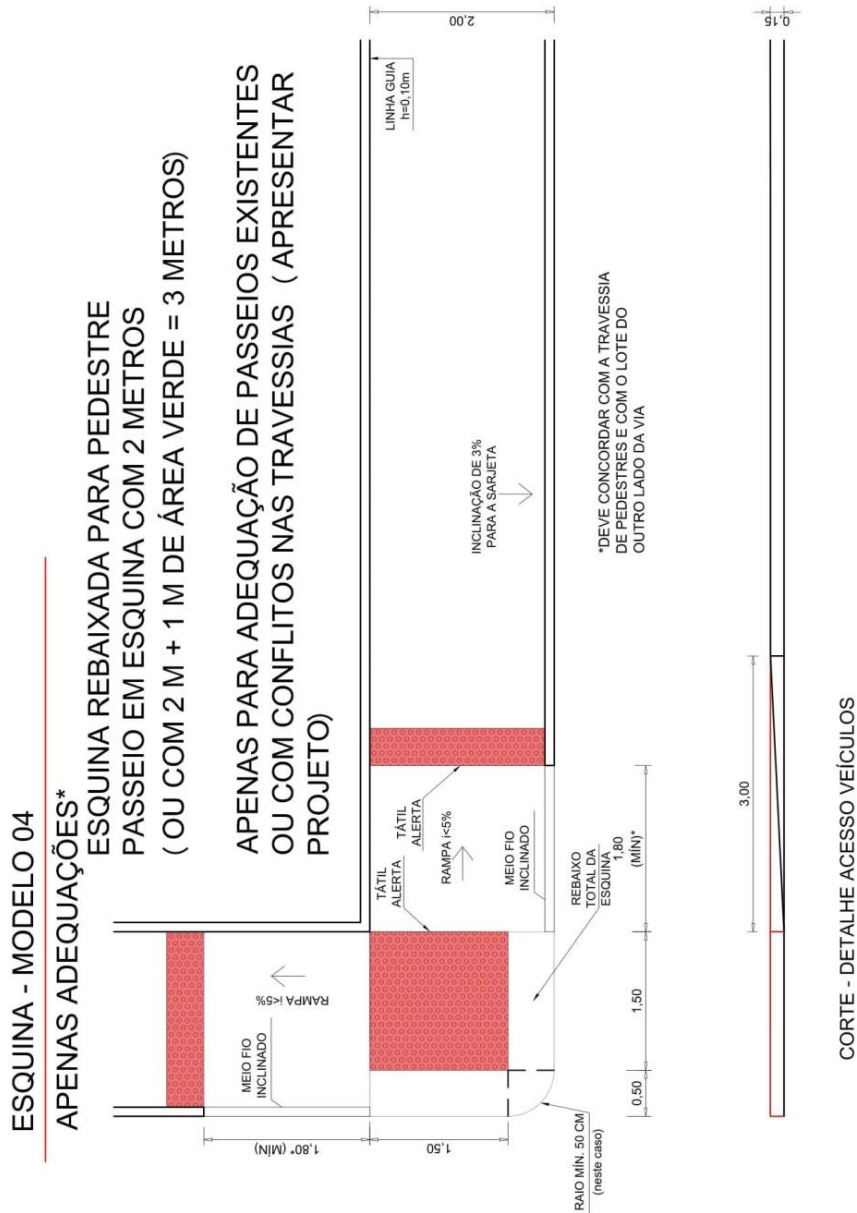 ESQUINA - MODELO 04
APENAS ADEQUAÇÕES*
ESQUINA REBAIXADA PARA PEDESTRE
PASSEIO EM ESQUINA COM 2 METROS
( OU COM 2 M + 1 M DE ÁREA VERDE = 3 METROS)
APENAS PARA ADEQUAÇÃO DE PASSEIOS EXISTENTES
OU COM CONFLITOS NAS TRAVESSIAS ( APRESENTAR
PROJETO)
LINHA GUIA
h=0,10m
2,00
RAMPA i<5%
MEIO FIO
INCLINADO
1,80* (MÍN)
1,50
TÁTIL
ALERTA
TÁTIL
ALERTA
RAMPA i<5%
MEIO FIO
INCLINADO
INCLINAÇÃO DE 3%
PARA A SARJETA
REBAIXO
TOTAL DA
ESQUINA
RAIO MÍN. 50 CM
(neste caso)
0,50
1,50
1,80
(MÍN)*
*DEVE CONCORDAR COM A TRAVESSIA
DE PEDESTRES E COM O LOTE DO
OUTRO LADO DA VIA
3,00
0,15
CORTE - DETALHE ACESSO VEÍCULOS